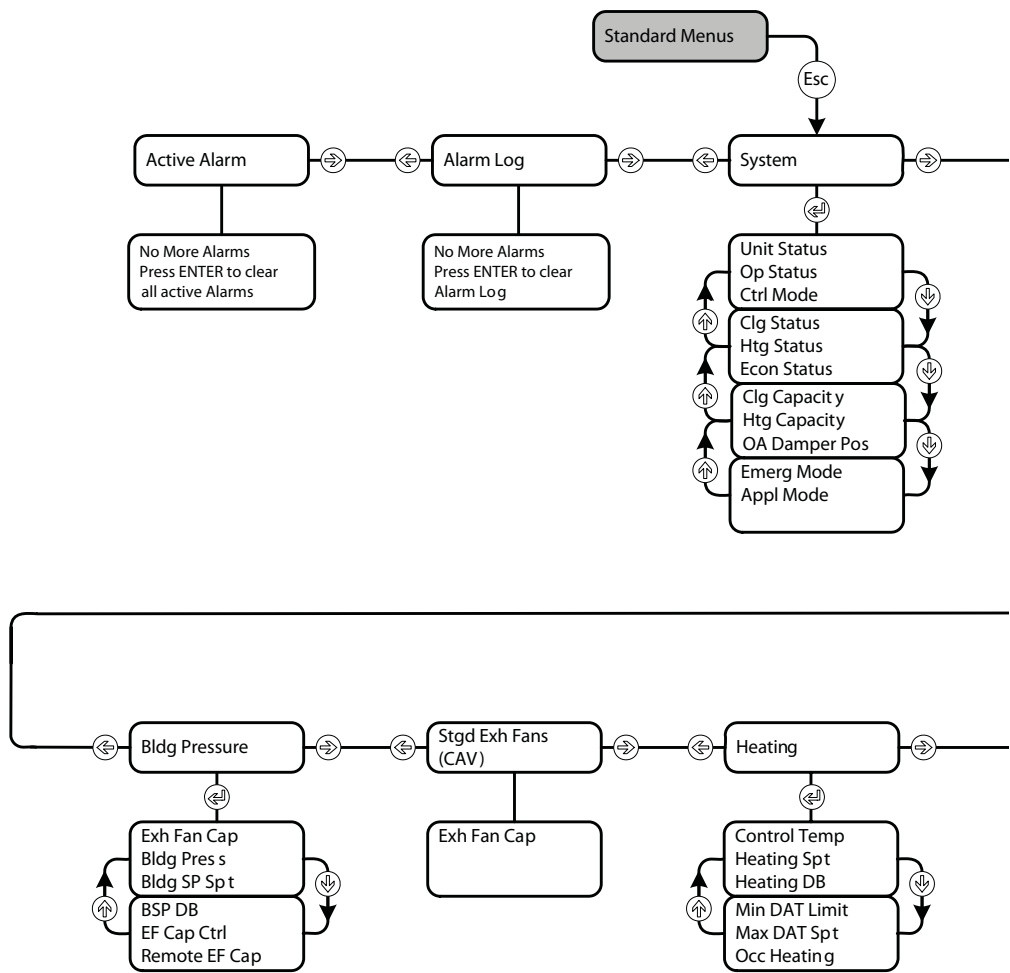 Standard Menus
Esc
Active Alarm
Alarm Log
System
No More Alarms
Press ENTER to clear
all active Alarms
No More Alarms
Press ENTER to clear
Alarm Log
Unit Status
Op Status
Ctrl Mode
Clg Status
Htg Status
Econ Status
Clg Capacity
Htg Capacity
OA Damper Pos
Emerg Mode
Appl Mode
Bldg Pressure
Stgd Exh Fans
(CAV)
Heating
Exh Fan Cap
Bldg Press
Bldg SP Spt
BSP DB
EF Cap Ctrl
Remote EF Cap
Exh Fan Cap
Control Temp
Heating Spt
Heating DB
Min DAT Limit
Max DAT Spt
Occ Heating